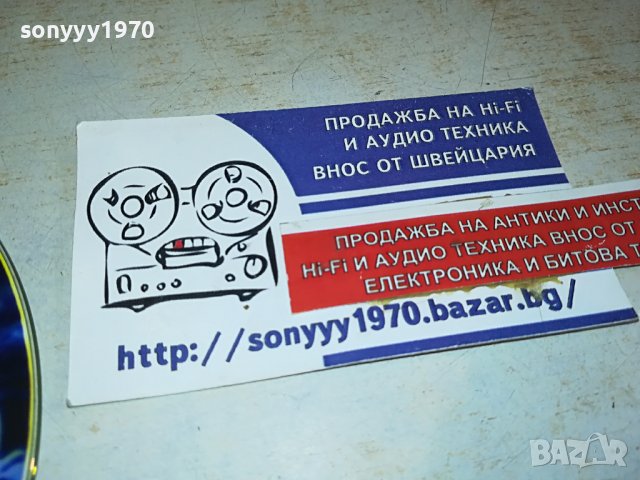 sonyyy1970
ПРОДАЖБА НА Hi-Fi
И АУДИО ТЕХНИКА
ВНОС ОТ ШВЕЙЦАРИЯ
ПРОДАЖБА НА АНТИКИ И ИНСТ
Hi-Fi И АУДИО ТЕХНИКА ВНОС ОТ
ЕЛЕКТРОНИКА И БИТОВА Т
http://sonyyy1970.bazar.bg/
BAZAR